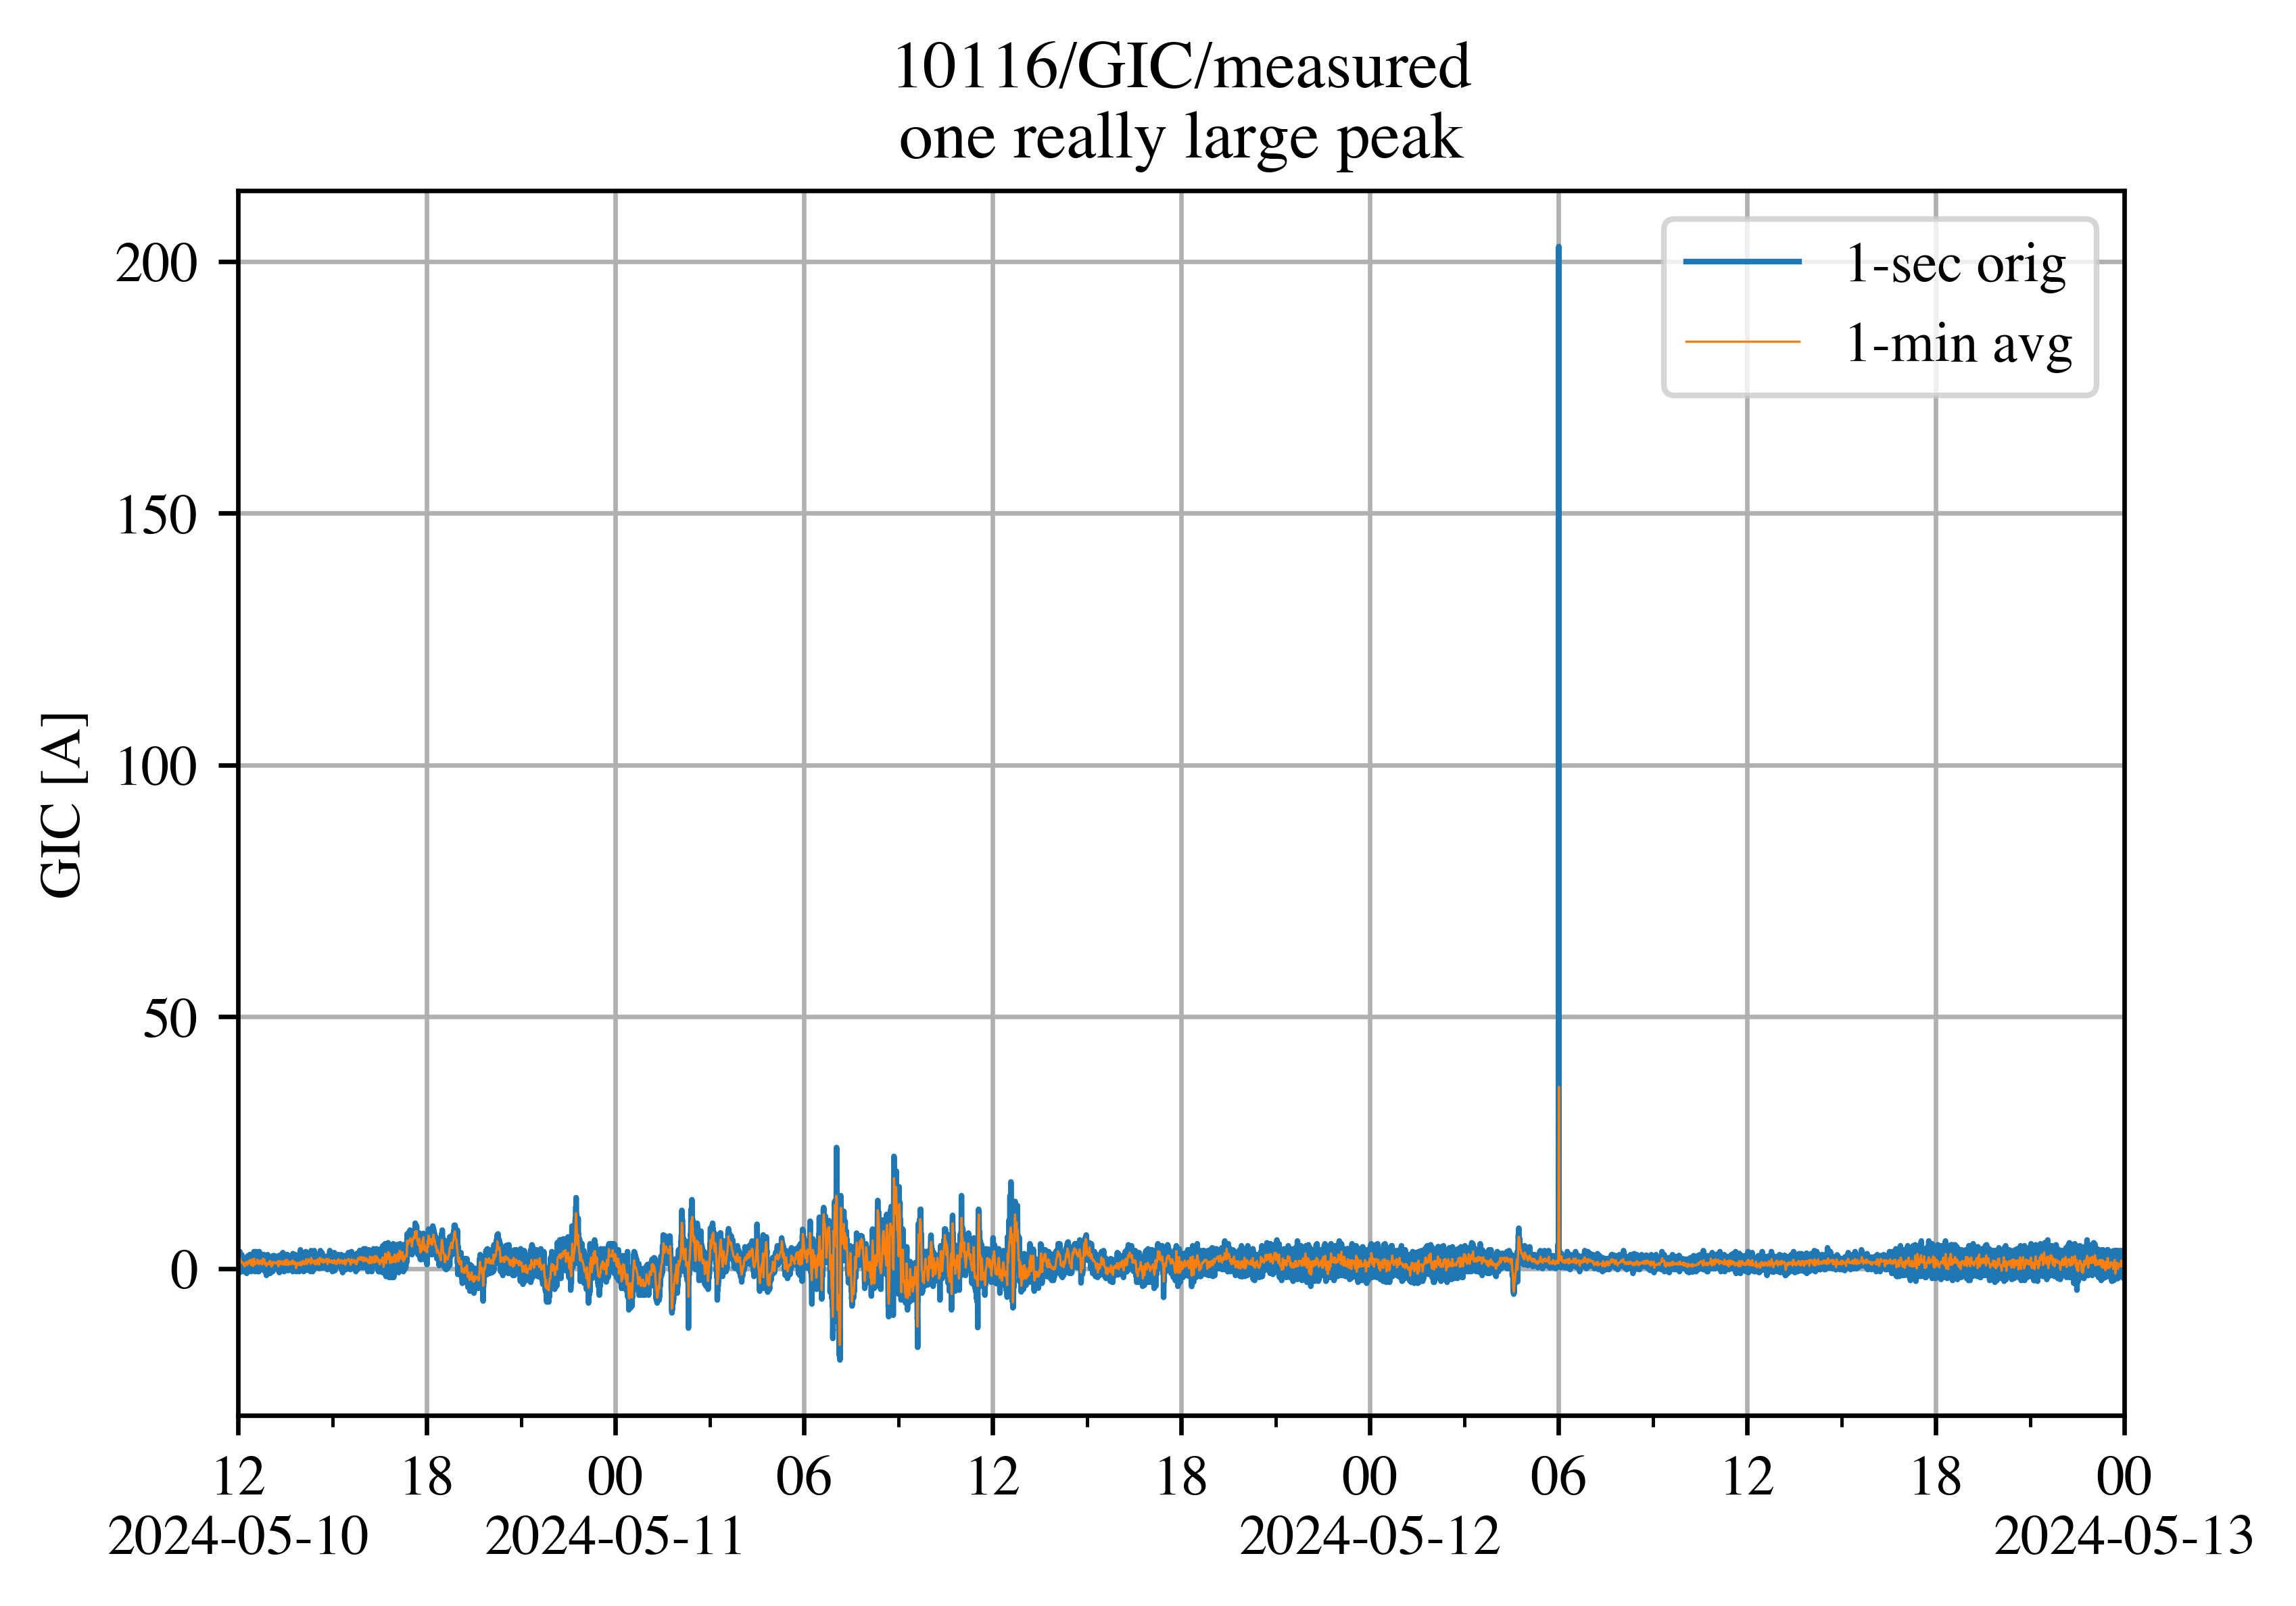 10116/GIC/measured
one really large peak
1-sec orig
1-min avg
GIC [A]
200
150
100
50
0
12 18 00 06 12 18 00 06 12 18 00
2024-05-10 2024-05-11 2024-05-12 2024-05-13